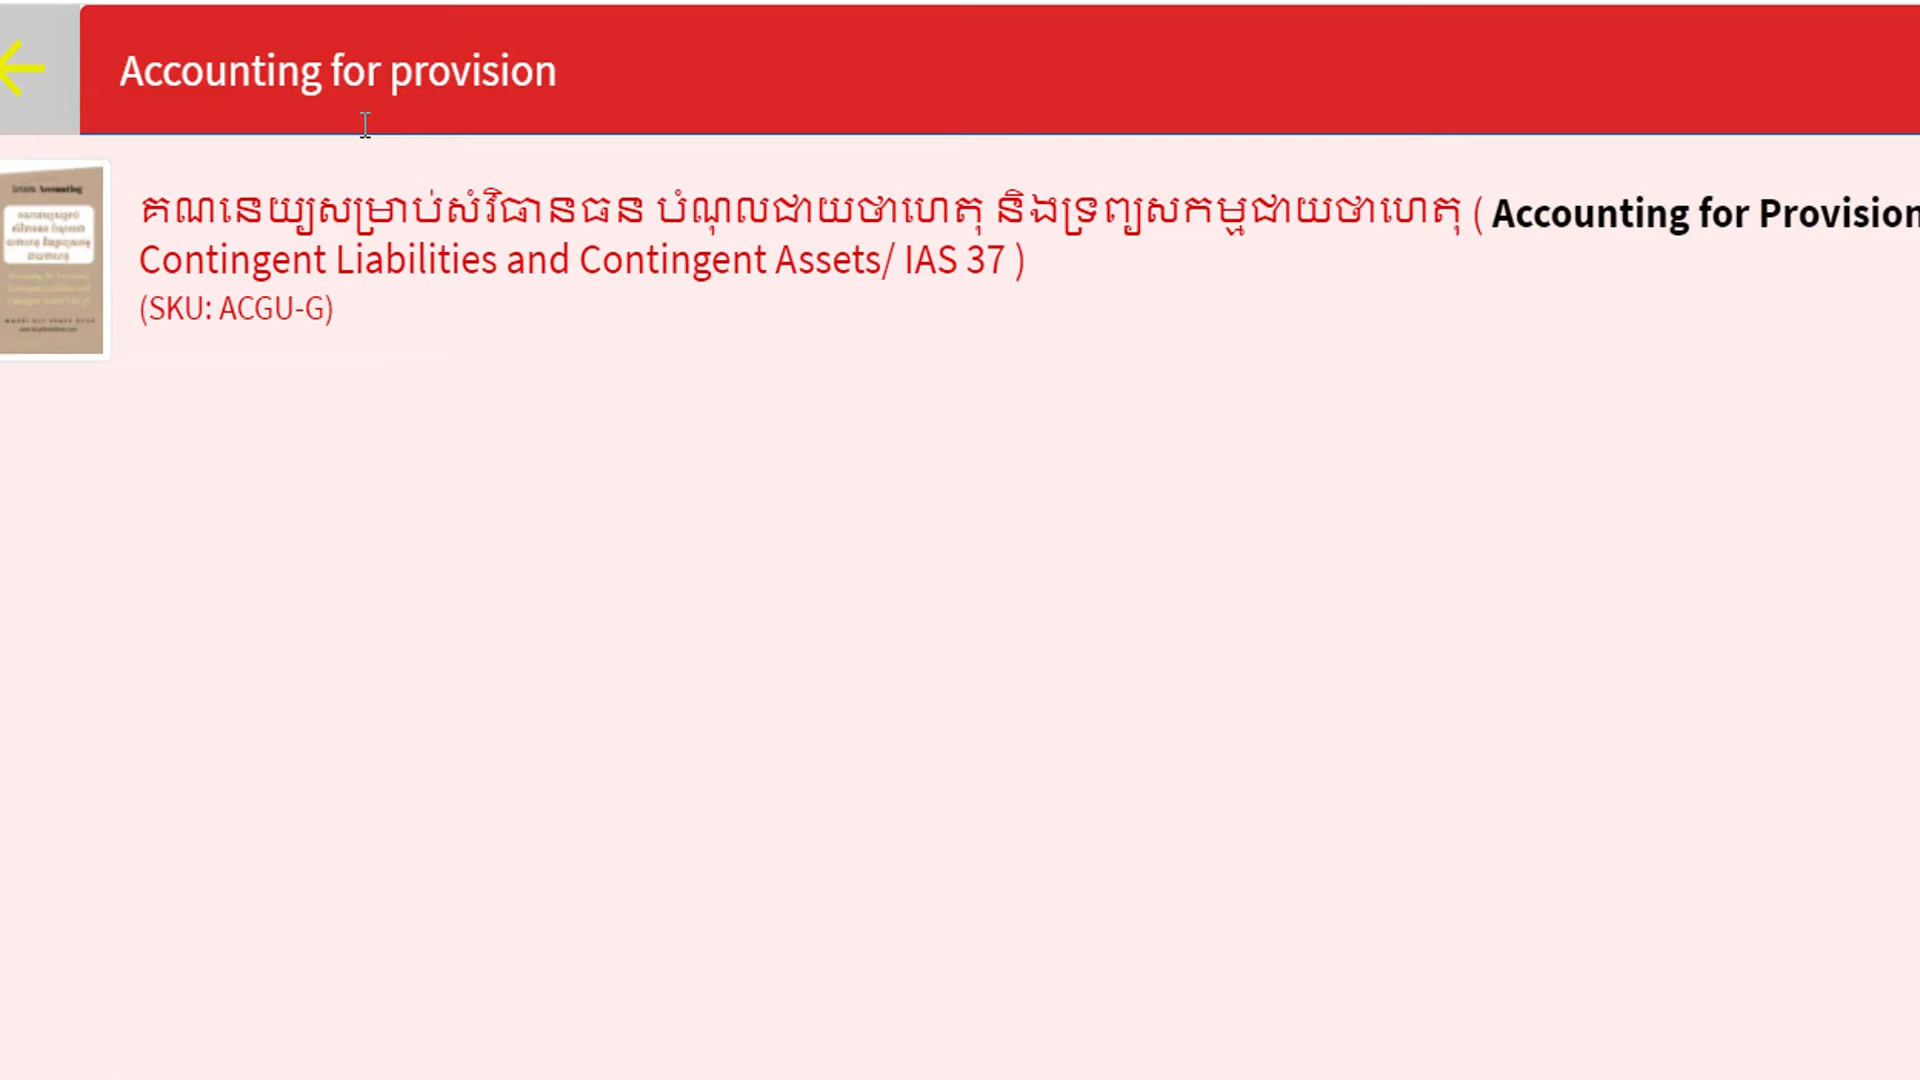 Accounting for provision
គណនេយ្យសម្រាប់សំវិធានធន បំណុលជាយថាហេតុ និងទ្រព្យសកម្មជាយថាហេតុ ( Accounting for Provision
Contingent Liabilities and Contingent Assets/ IAS 37 )
(SKU: ACGU-G)